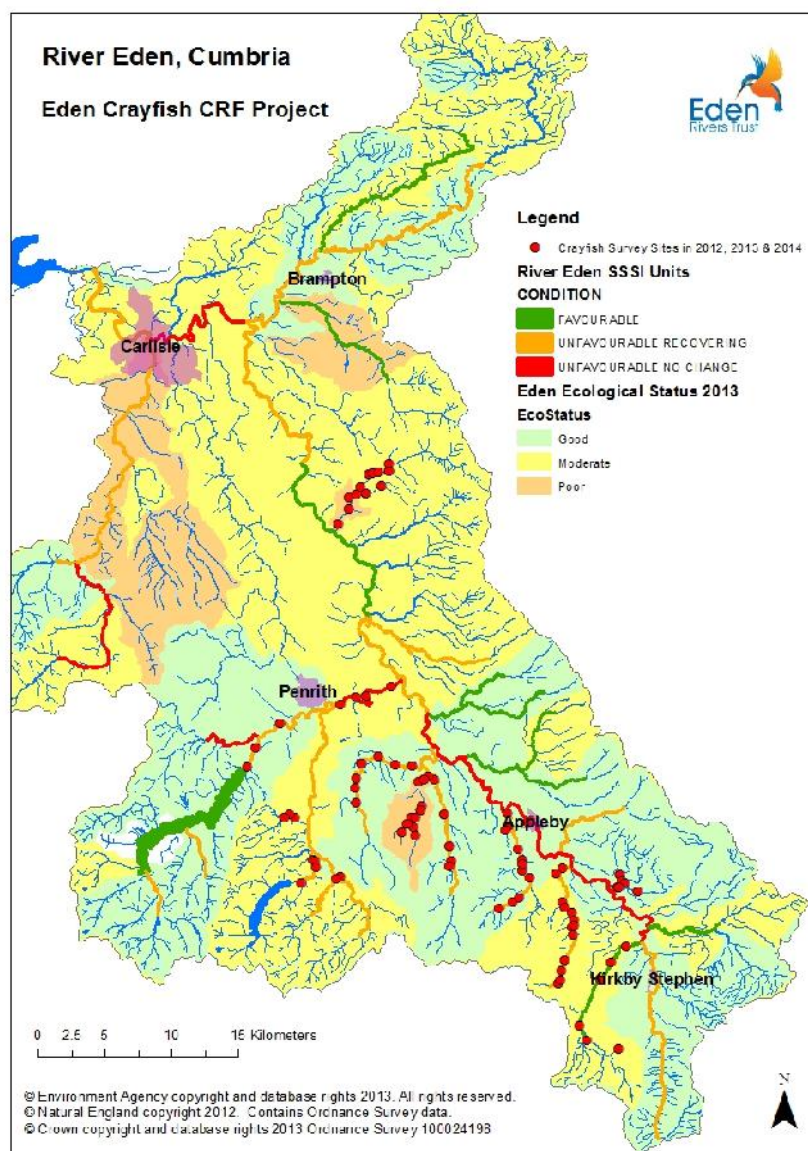 River Eden, Cumbria
Eden Crayfish CRF Project
Eden
Rivers Trust
Legend
Crayfish Survey Sites in 2012, 2013 & 2014
River Eden SSSI Units
CONDITION
FAVOURABLE
UNFAVOURABLE RECOVERING
UNFAVOURABLE NO CHANGE
Eden Ecological Status 2013
EcoStatus
Good
Moderate
Poor
Brampton
Carlisle
Penrith
Appleby
Kirkby Stephen
0 2.5 5 10 15 Kilometers
N
© Environment Agency copyright and database rights 2013. All rights reserved.
© Natural England copyright 2012. Contains Ordnance Survey data.
© Crown copyright and database rights 2013 Ordnance Survey 100024198